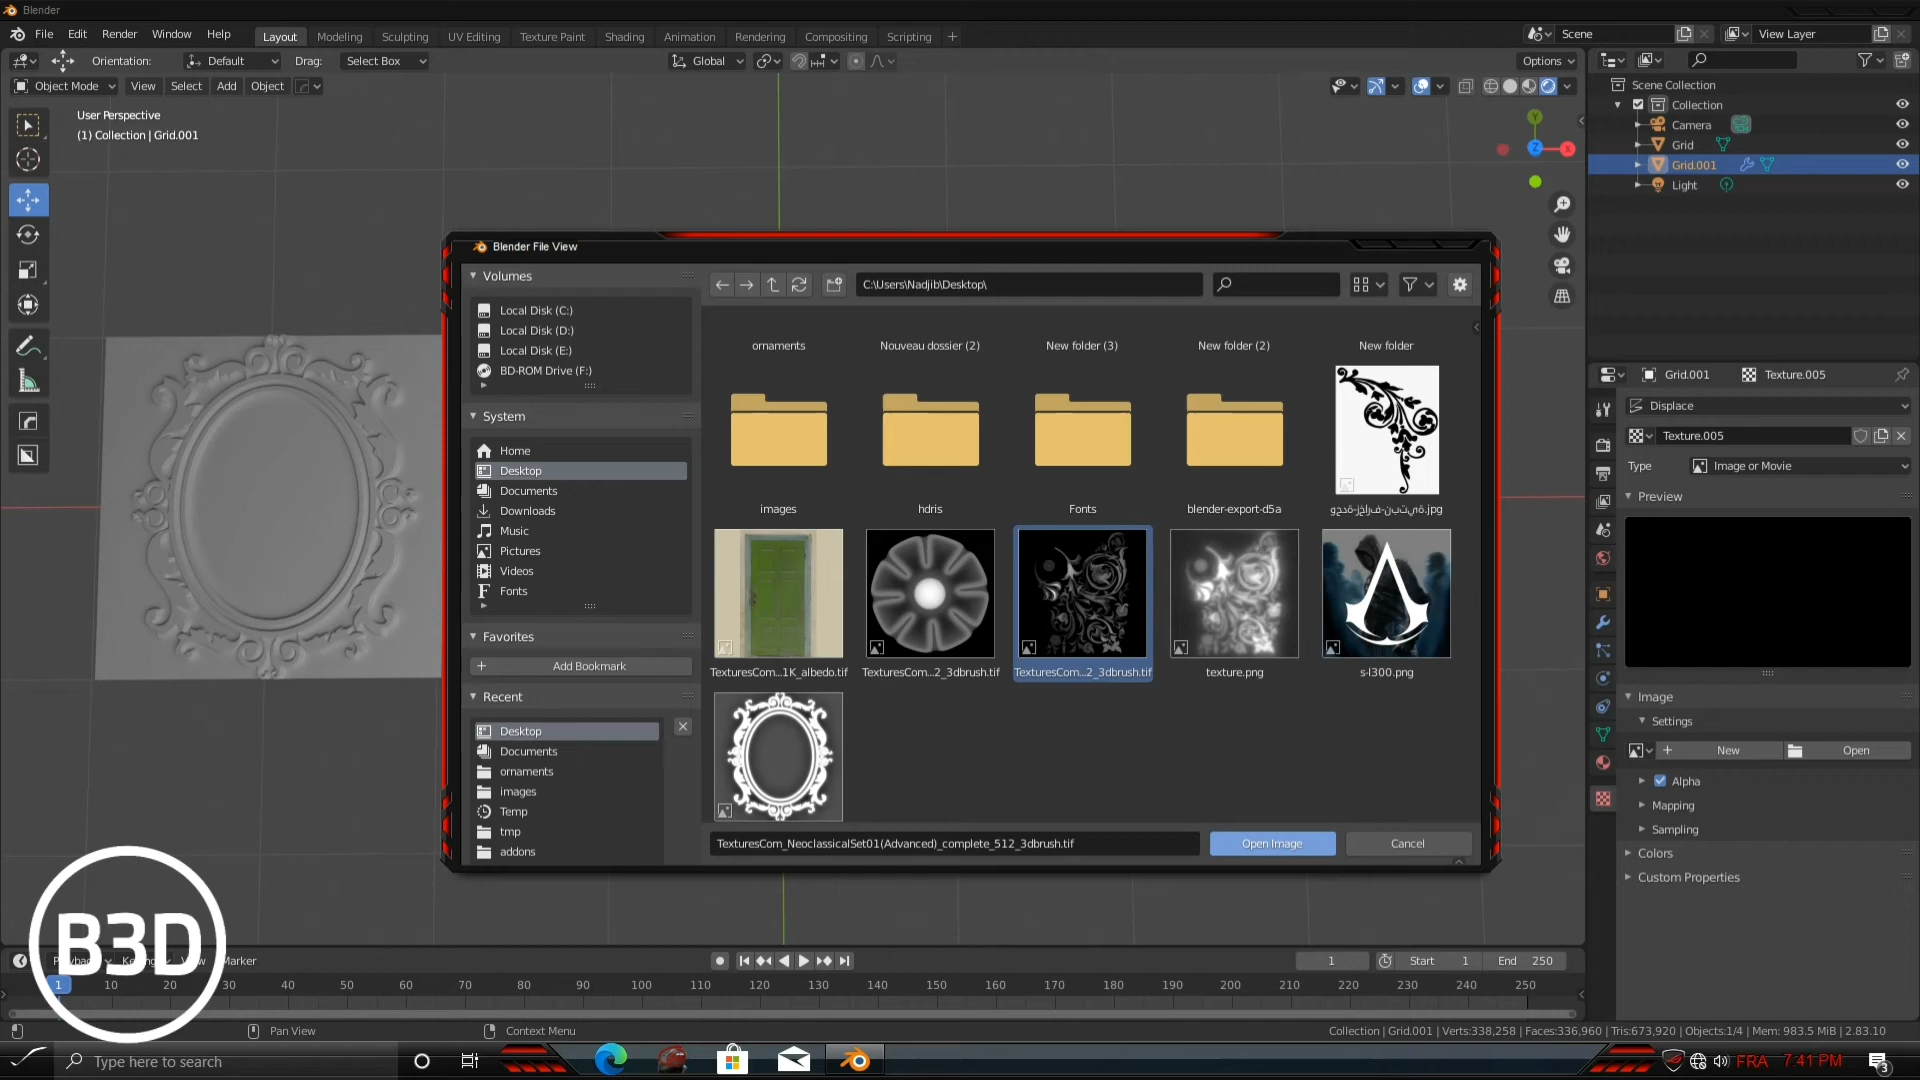 Blender
File Edit Render Window Help
Layout Modeling Sculpting UV Editing Texture Paint Shading Animation Rendering Compositing Scripting +
Scene
View Layer
Orientation: Default Drag: Select Box
Global
Options
Object Mode View Select Add Object
User Perspective
(1) Collection | Grid.001
Y
Z
X
Scene Collection
Collection
Camera
Grid
Grid.001
Light
Blender File View
Volumes
Local Disk (C:)
Local Disk (D:)
Local Disk (E:)
BD-ROM Drive (F:)
System
Home
Desktop
Documents
Downloads
Music
Pictures
Videos
Fonts
Favorites
Add Bookmark
Recent
Desktop
Documents
ornaments
images
Temp
tmp
addons
C:\Users\Nadjib\Desktop\
ornaments Nouveau dossier (2) New folder (3) New folder (2) New folder
images hdris Fonts blender-export-d5a
TexturesCom...1K_albedo.tif TexturesCom...2_3dbrush.tif TexturesCom...2_3dbrush.tif texture.png s-l300.png
TexturesCom_NeoclassicalSet01(Advanced)_complete_512_3dbrush.tif
Open Image Cancel
Grid.001 Texture.005
Displace
Texture.005
Type Image or Movie
Preview
Image
Settings
New Open
Alpha
Mapping
Sampling
Colors
Custom Properties
B3D
Marker
1 Start 1 End 250
1 10 20 30 40 50 60 70 80 90 100 110 120 130 140 150 160 170 180 190 200 210 220 230 240 250
Pan View
Context Menu
Collection | Grid.001 | Verts:338,258 | Faces:336,960 | Tris:673,920 | Objects:1/4 | Mem: 983.5 MiB | 2.83.10
Type here to search
FRA 7:41 PM
3